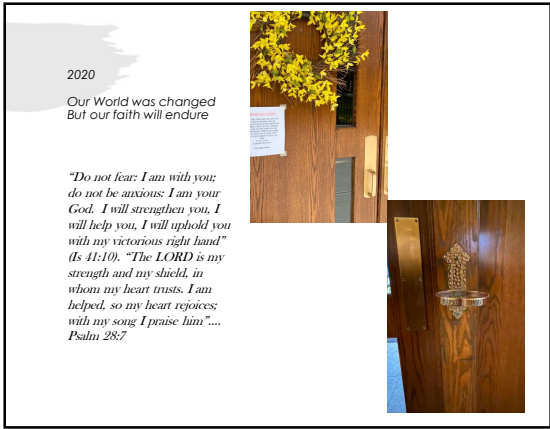 2020
Our World was changed
But our faith will endure
“Do not fear: I am with you;
do not be anxious: I am your
God.  I will strengthen you, I
will help you, I will uphold you
with my victorious right hand”
(Is 41:10). “The LORD is my
strength and my shield, in
whom my heart trusts. I am
helped, so my heart rejoices;
with my song I praise him”....
Psalm 28:7